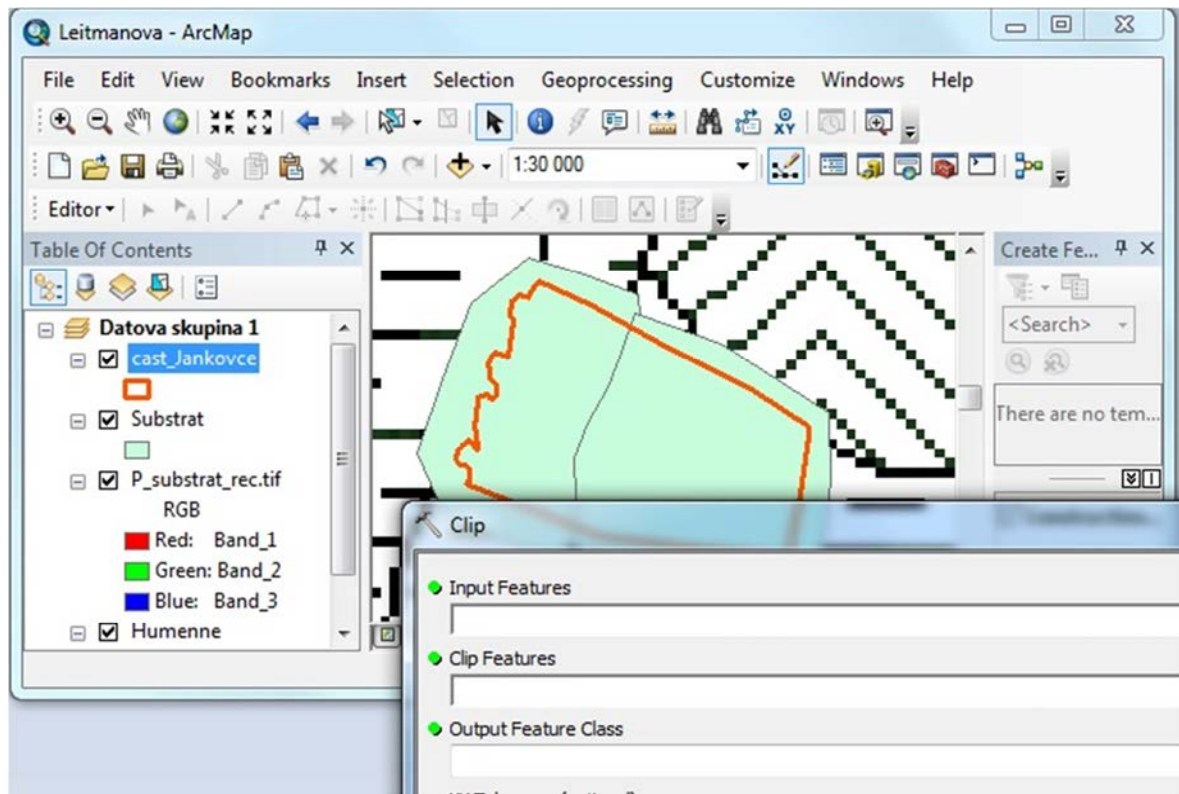 Leitmanova - ArcMap
File Edit View Bookmarks Insert Selection Geoprocessing Customize Windows Help
XY
1:30 000
Editor
Table Of Contents
Create Fe...
Datova skupina 1
cast_Jankovce
Substrat
P_substrat_rec.tif
RGB
Red: Band_1
Green: Band_2
Blue: Band_3
Humenne
<Search>
There are no tem...
Clip
Input Features
Clip Features
Output Feature Class